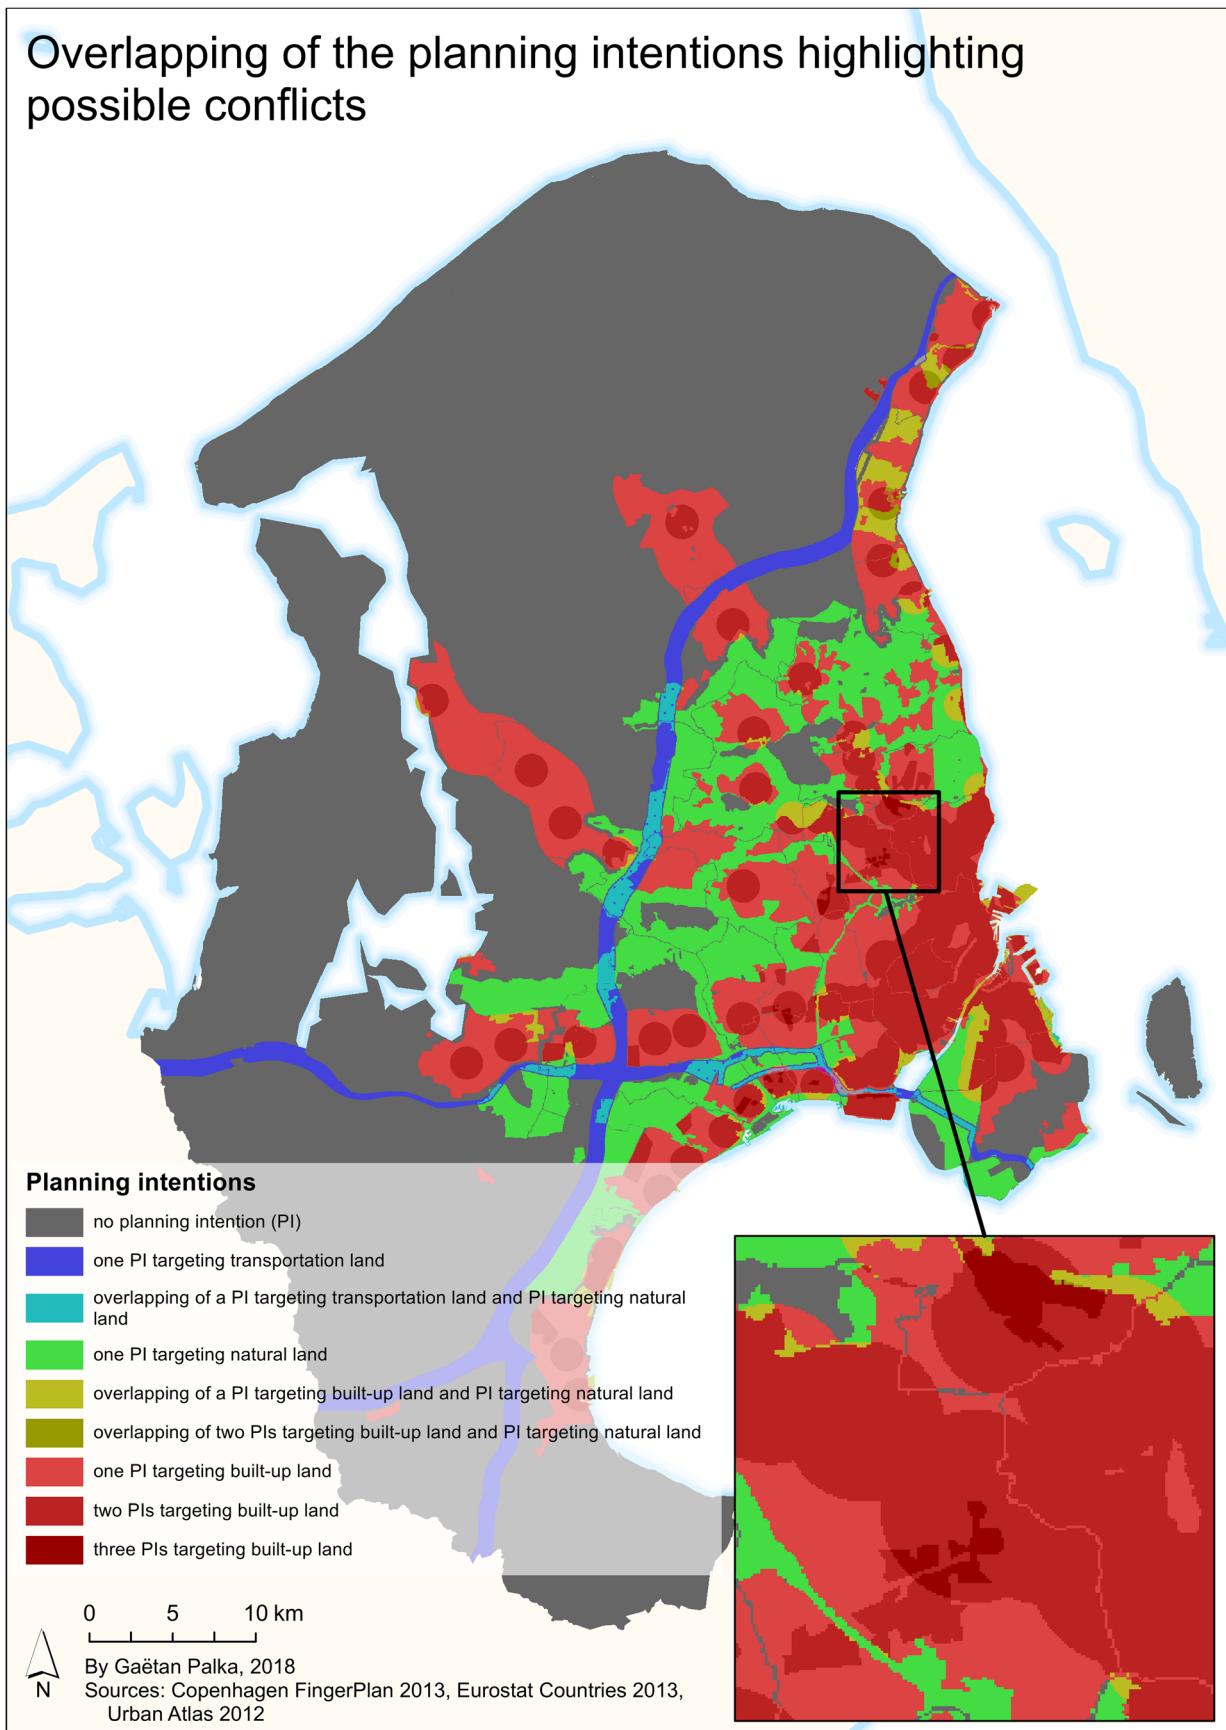 Overlapping of the planning intentions highlighting
possible conflicts
Planning intentions
no planning intention (PI)
one PI targeting transportation land
overlapping of a PI targeting transportation land and PI targeting natural
land
one PI targeting natural land
overlapping of a PI targeting built-up land and PI targeting natural land
overlapping of two PIs targeting built-up land and PI targeting natural land
one PI targeting built-up land
two PIs targeting built-up land
three PIs targeting built-up land
0 5 10 km
N
By Gaëtan Palka, 2018
Sources: Copenhagen FingerPlan 2013, Eurostat Countries 2013,
Urban Atlas 2012